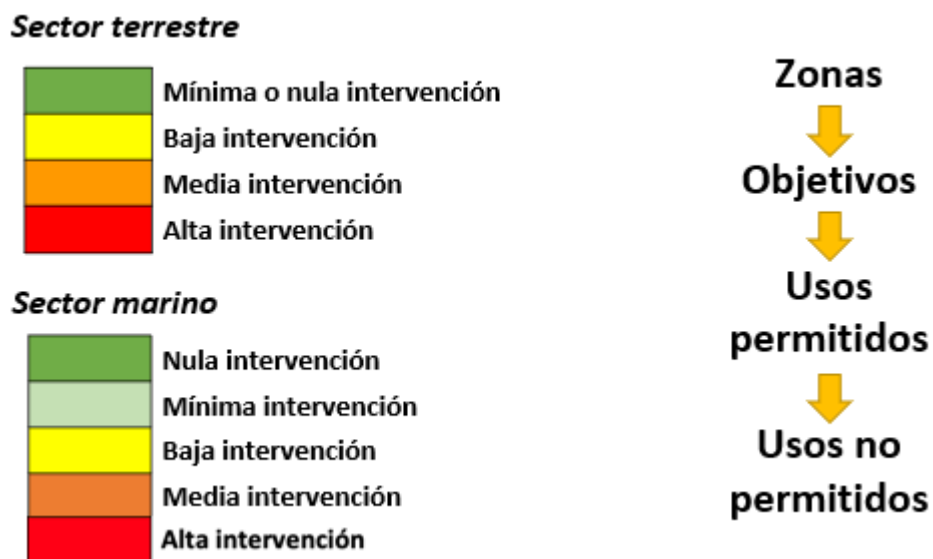 Sector terrestre
Mínima o nula intervención
Baja intervención
Media intervención
Alta intervención
Sector marino
Nula intervención
Mínima intervención
Baja intervención
Media intervención
Alta intervención
Zonas
Objetivos
Usos
permitidos
Usos no
permitidos